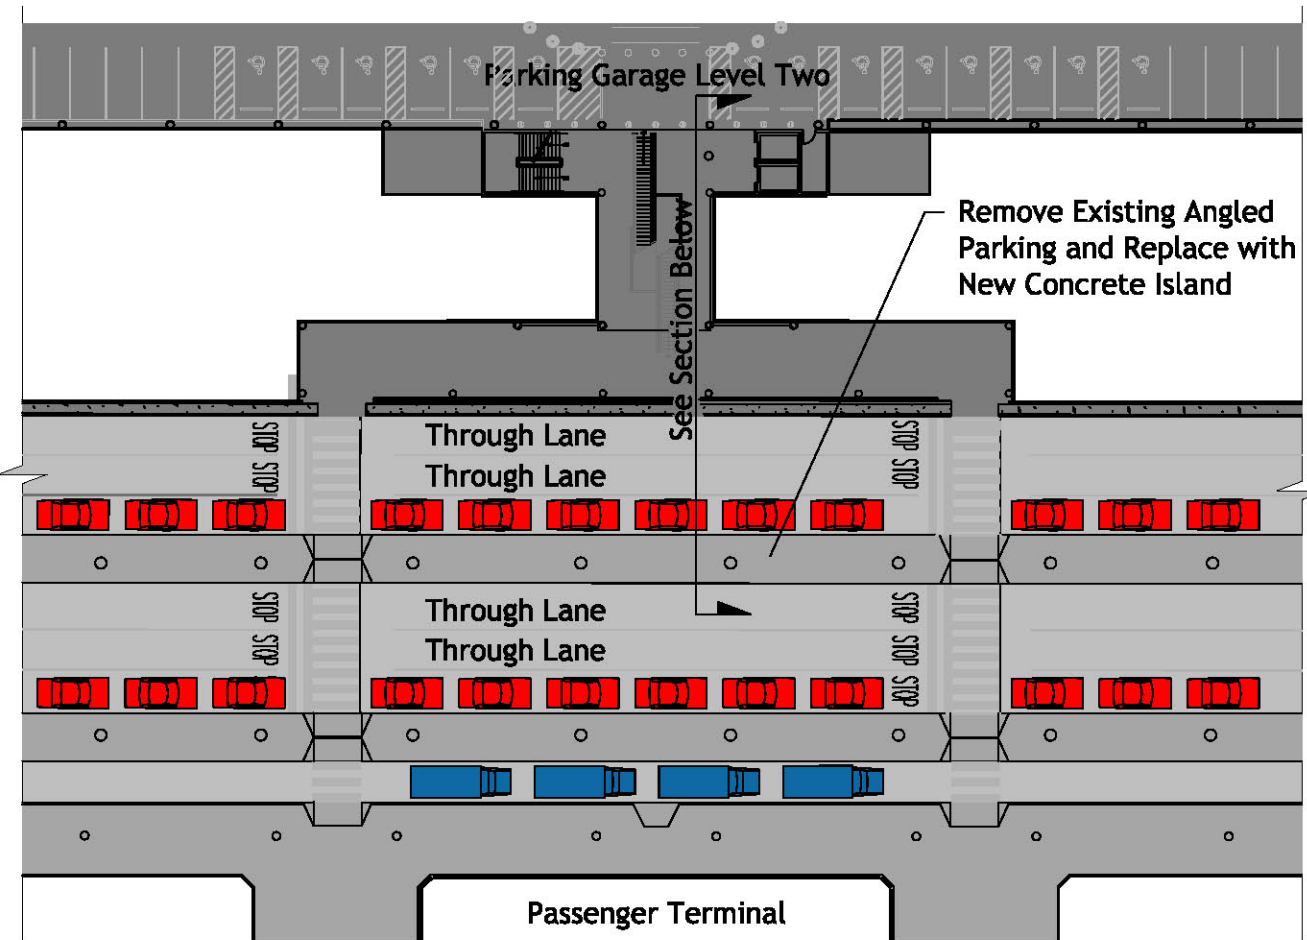 Parking Garage Level Two
Remove Existing Angled
Parking and Replace with
New Concrete Island
See Section Below
STOP STOP
Through Lane
STOP STOP
Through Lane
STOP STOP
Through Lane
STOP STOP STOP
Through Lane
Passenger Terminal